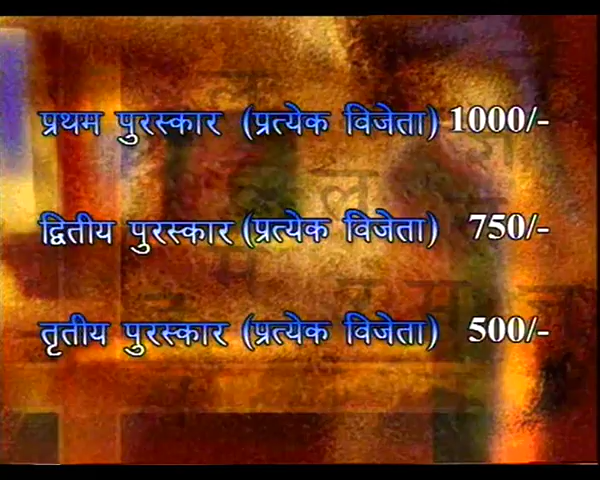 प्रथम पुरस्कार (प्रत्येक विजेता) 1000/-
द्वितीय पुरस्कार (प्रत्येक विजेता) 750/-
तृतीय पुरस्कार (प्रत्येक विजेता) 500/-